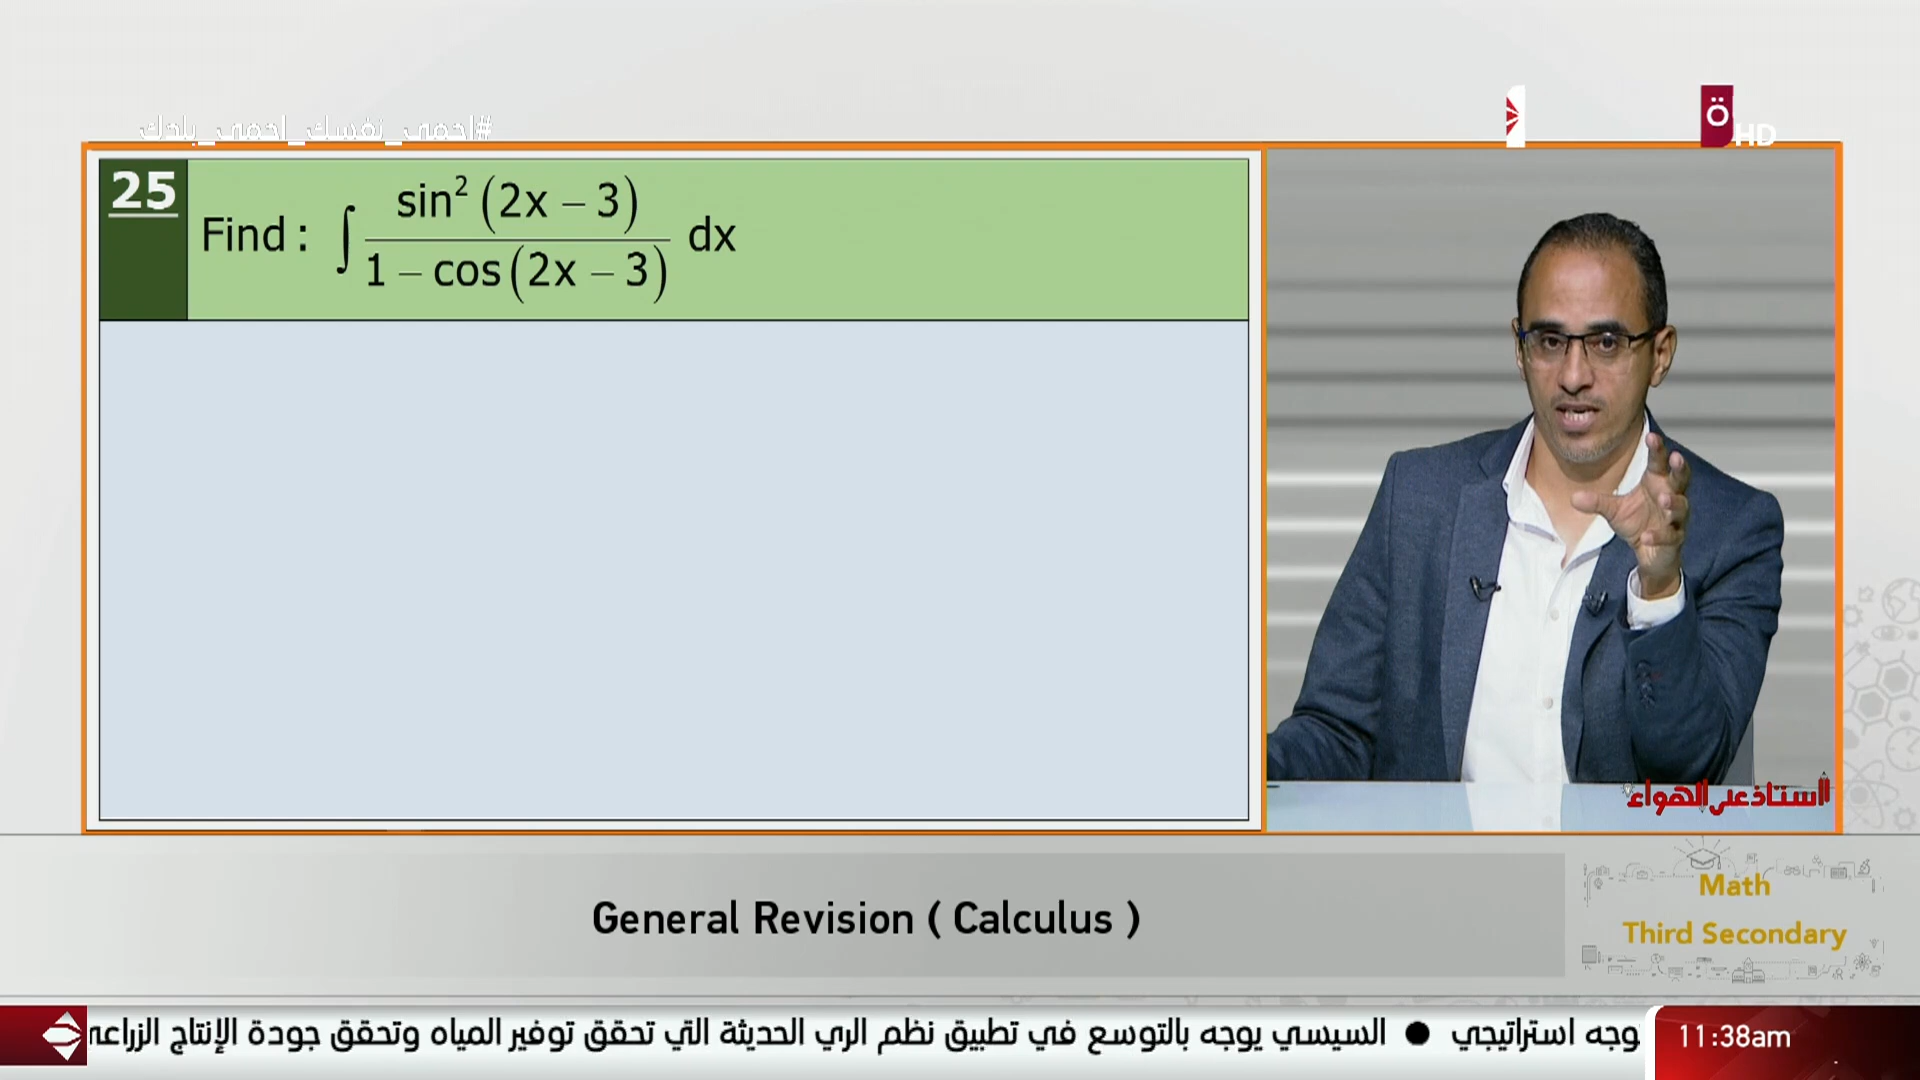 #احمي_نفسك_احمي_بلدك
ö
HD
25
Find : ∫ sin² (2x – 3) / 1 – cos (2x – 3) dx
أستاذ على الهواء
General Revision ( Calculus )
Math
Third Secondary
وجه استراتيجي ● السيسي يوجه بالتوسع في تطبيق نظم الري الحديثة التي تحقق توفير المياه وتحقق جودة الإنتاج الزراعي
11:38am